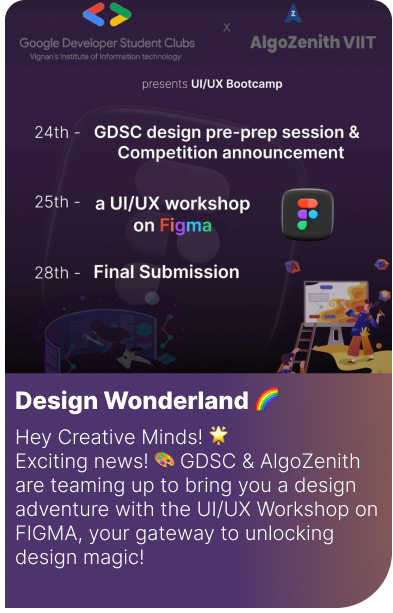 Google Developer Student Clubs
Vignan's Institute of Information technology
X
Z
AlgoZenith VIIT
presents UI/UX Bootcamp
24th - GDSC design pre-prep session &
Competition announcement
25th - a UI/UX workshop
on Figma
28th - Final Submission
Design Wonderland 🌈
Hey Creative Minds! 🌟
Exciting news! 🎨 GDSC & AlgoZenith
are teaming up to bring you a design
adventure with the UI/UX Workshop on
FIGMA, your gateway to unlocking
design magic!